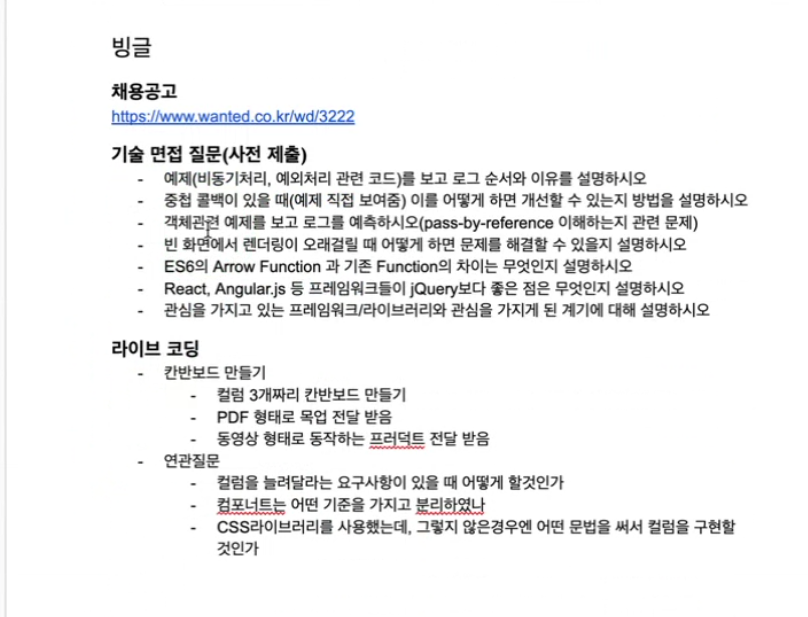 빙글
채용공고
https://www.wanted.co.kr/wd/3222
기술 면접 질문(사전 제출)
- 예제(비동기처리, 예외처리 관련 코드)를 보고 로그 순서와 이유를 설명하시오
- 중첩 콜백이 있을 때(예제 직접 보여줌) 이를 어떻게 하면 개선할 수 있는지 방법을 설명하시오
- 객체관련 예제를 보고 로그를 예측하시오(pass-by-reference 이해하는지 관련 문제)
- 빈 화면에서 렌더링이 오래걸릴 때 어떻게 하면 문제를 해결할 수 있을지 설명하시오
- ES6의 Arrow Function 과 기존 Function의 차이는 무엇인지 설명하시오
- React, Angular.js 등 프레임워크들이 jQuery보다 좋은 점은 무엇인지 설명하시오
- 관심을 가지고 있는 프레임워크/라이브러리와 관심을 가지게 된 계기에 대해 설명하시오
라이브 코딩
- 칸반보드 만들기
- 컬럼 3개짜리 칸반보드 만들기
- PDF 형태로 목업 전달 받음
- 동영상 형태로 동작하는 프러덕트 전달 받음
- 연관질문
- 컬럼을 늘려달라는 요구사항이 있을 때 어떻게 할것인가
- 컴포너트는 어떤 기준을 가지고 분리하였나
- CSS라이브러리를 사용했는데, 그렇지 않은경우엔 어떤 문법을 써서 컬럼을 구현할
것인가